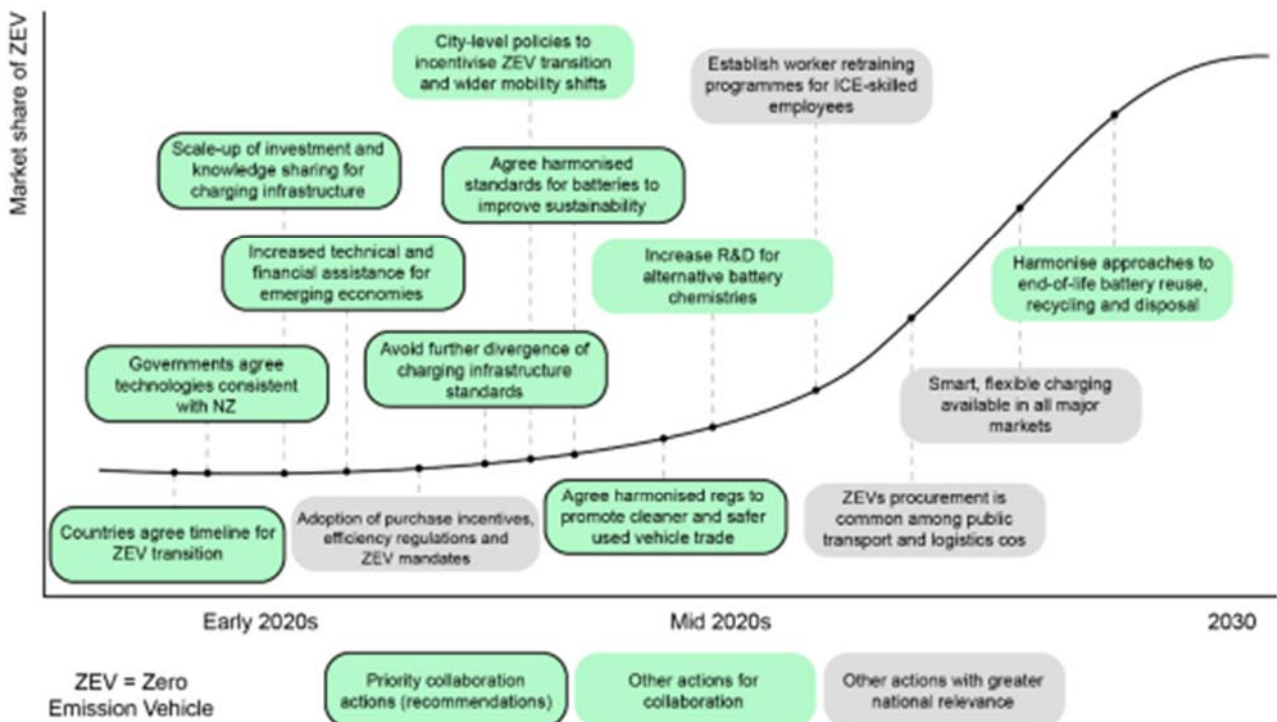 Market share of ZEV
City-level policies to
incentivise ZEV transition
and wider mobility shifts
Establish worker retraining
programmes for ICE-skilled
employees
Scale-up of investment and
knowledge sharing for
charging infrastructure
Agree harmonised
standards for batteries to
improve sustainability
Increased technical and
financial assistance for
emerging economies
Increase R&D for
alternative battery
chemistries
Harmonise approaches to
end-of-life battery reuse,
recycling and disposal
Governments agree
technologies consistent
with NZ
Avoid further divergence of
charging infrastructure
standards
Smart, flexible charging
available in all major
markets
Countries agree timeline for
ZEV transition
Adoption of purchase incentives,
efficiency regulations and
ZEV mandates
Agree harmonised regs to
promote cleaner and safer
used vehicle trade
ZEVs procurement is
common among public
transport and logistics cos
Early 2020s
Mid 2020s
2030
ZEV = Zero
Emission Vehicle
Priority collaboration
actions (recommendations)
Other actions for
collaboration
Other actions with greater
national relevance